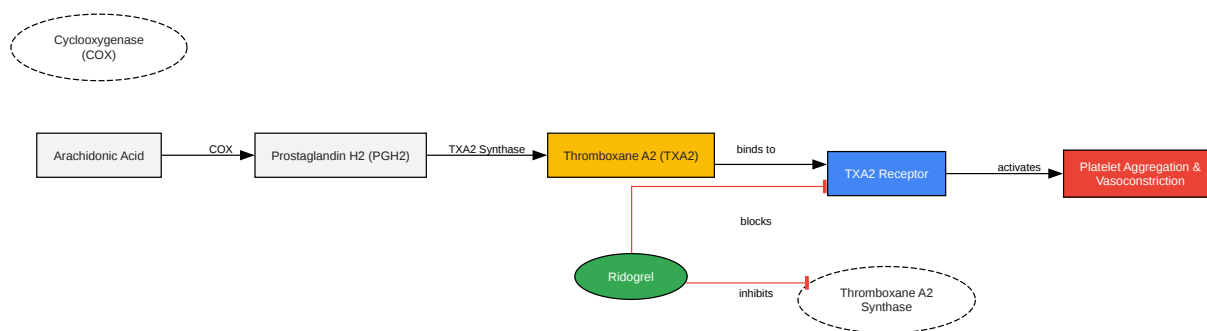 Cyclooxygenase
(COX)
Arachidonic Acid
COX
Prostaglandin H2 (PGH2)
TXA2 Synthase
Thromboxane A2 (TXA2)
binds to
TXA2 Receptor
activates
Platelet Aggregation &
Vasoconstriction
blocks
Ridogrel
inhibits
Thromboxane A2
Synthase